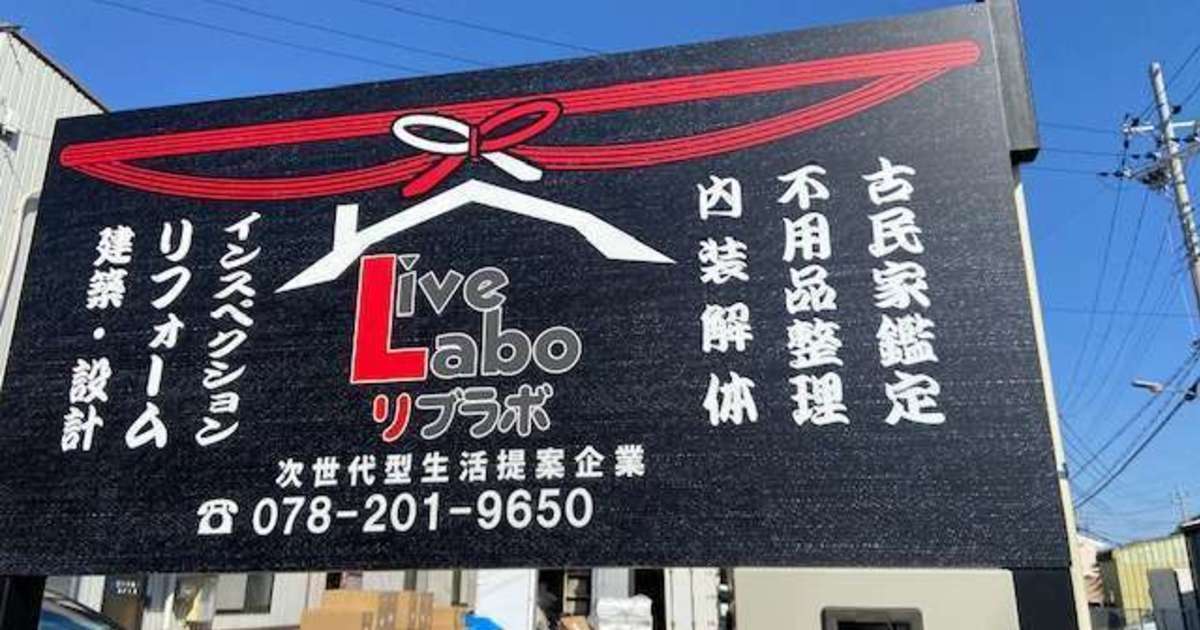 古民家鑑定
不用品整理
内装解体
Live
Labo
リブラボ
インスペクション
リフォーム
建築・設計
次世代型生活提案企業
☎078-201-9650